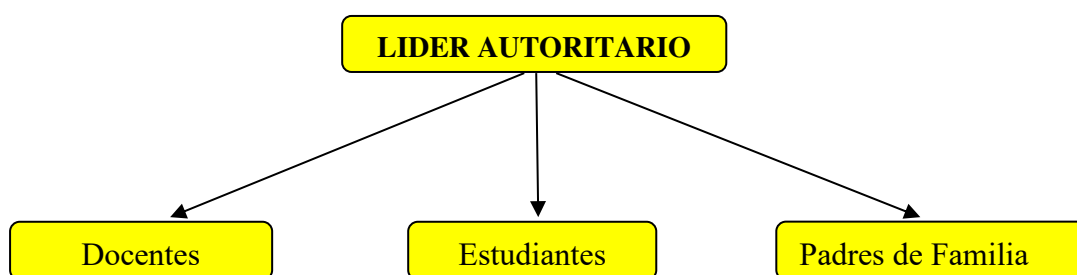 LIDER AUTORITARIO
Docentes
Estudiantes
Padres de Familia